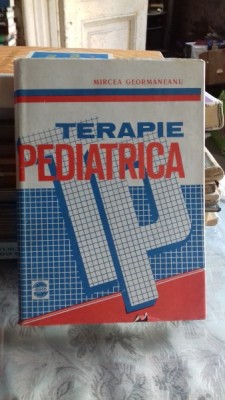 MIRCEA GEORMANEANU
TERAPIE
PEDIATRICA
TP